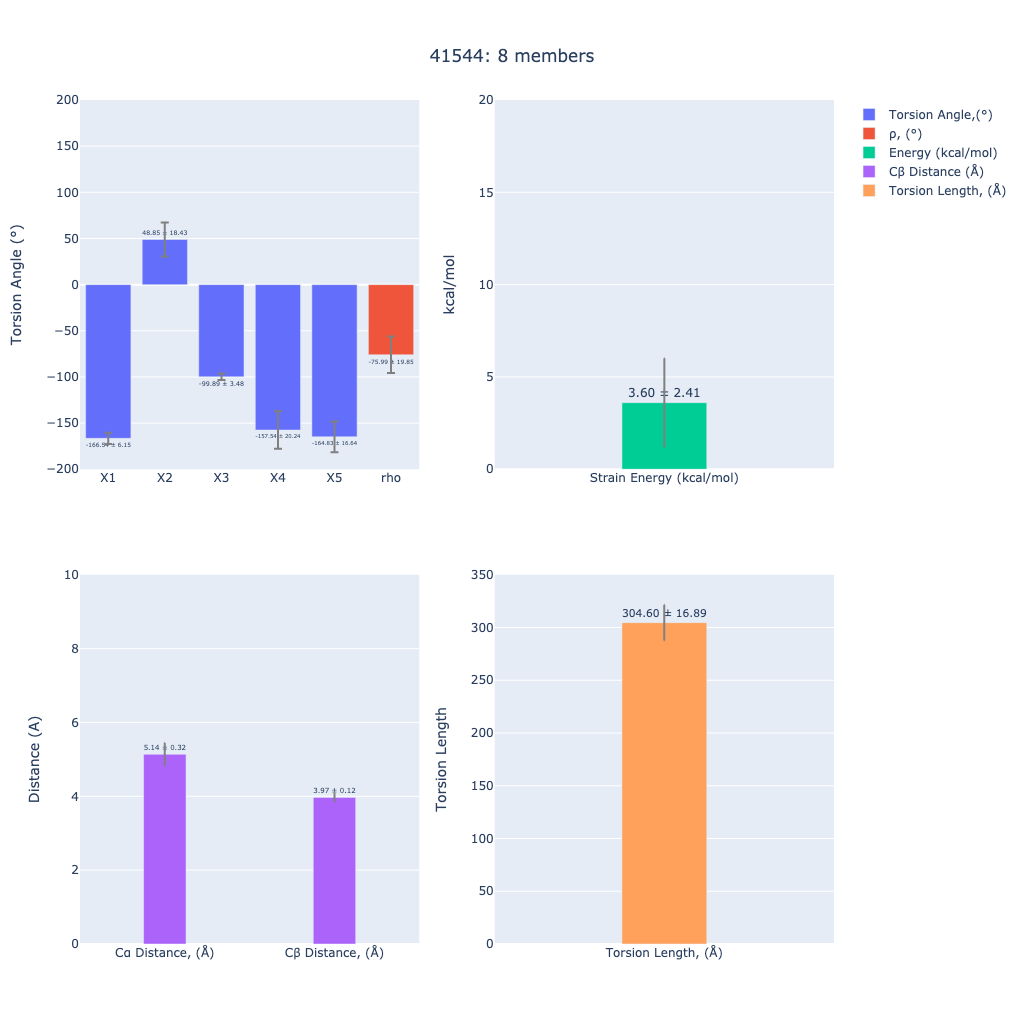 41544: 8 members
Torsion Angle (°)
200
150
100
50
0
−50
−100
−150
−200
48.85 ± 18.43
-75.99 ± 19.85
-99.89 ± 3.48
-157.54 ± 20.24
-164.83 ± 16.64
-166.54 ± 6.15
X1 X2 X3 X4 X5 rho
kcal/mol
20
15
10
5
0
3.60 ± 2.41
Strain Energy (kcal/mol)
Torsion Angle,(°)
ρ, (°)
Energy (kcal/mol)
Cβ Distance (Å)
Torsion Length, (Å)
Distance (A)
10
8
6
4
2
0
5.14 ± 0.32
3.97 ± 0.12
Cα Distance, (Å) Cβ Distance, (Å)
Torsion Length
350
300
250
200
150
100
50
0
304.60 ± 16.89
Torsion Length, (Å)